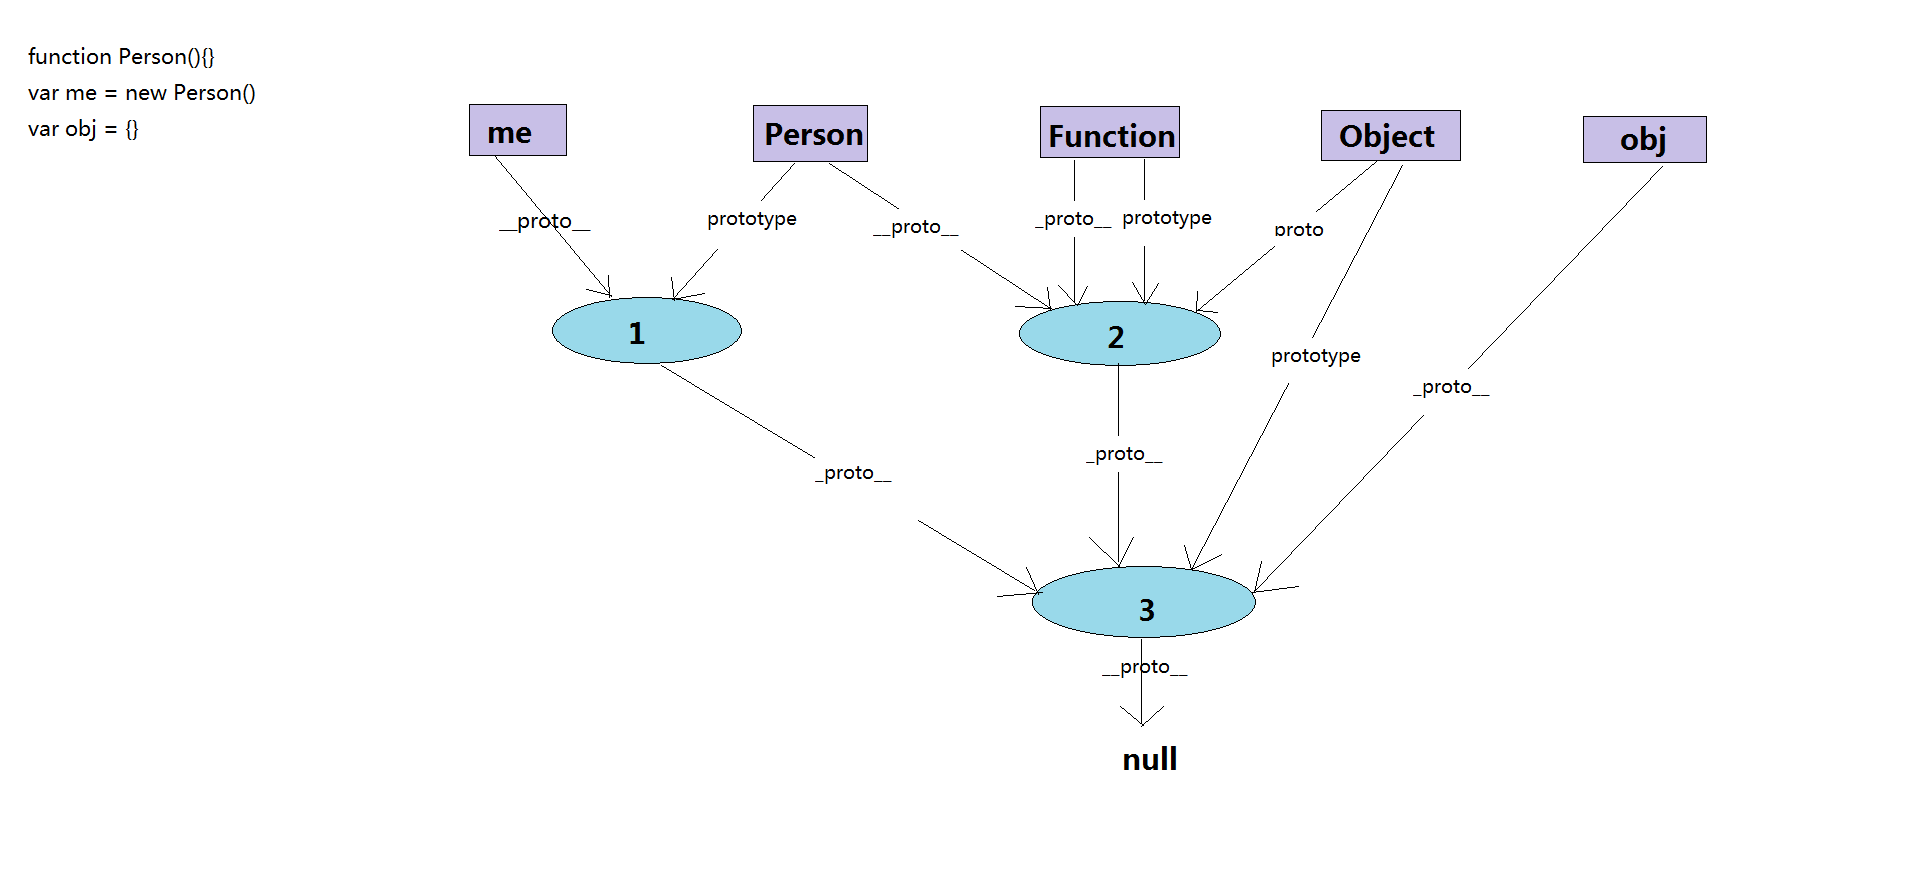 function Person(){}
var me = new Person()
var obj = {}
me
Person
Function
Object
obj
__proto__
prototype
__proto__
_proto__
prototype
proto
1
2
prototype
_proto__
_proto__
_proto__
3
__proto__
null